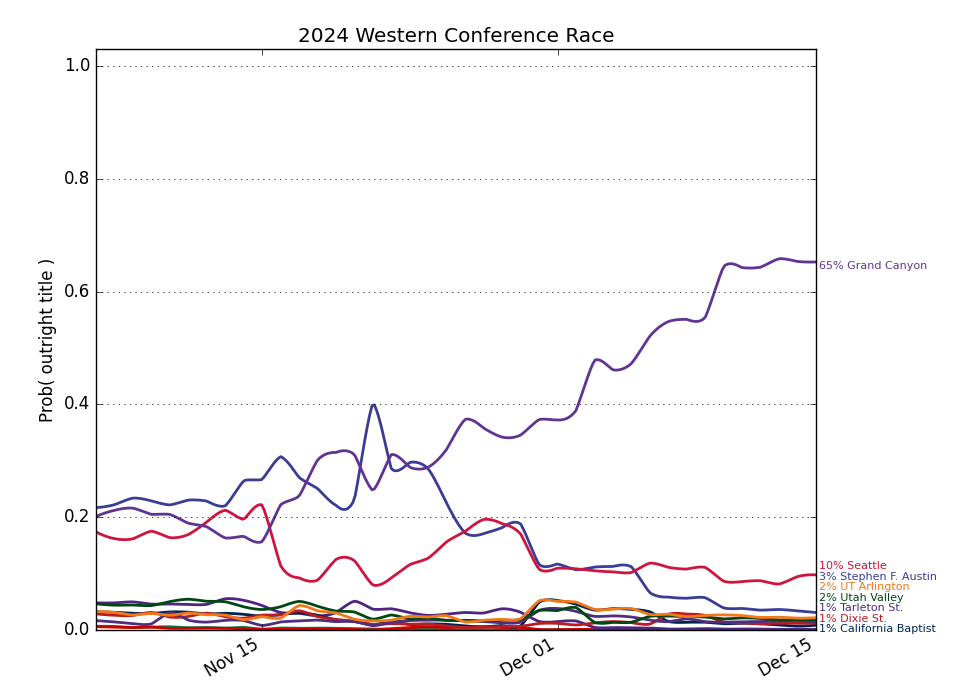 2024 Western Conference Race
1.0
0.8
0.6
0.4
0.2
0.0
Prob( outright title )
Nov 15
Dec 01
Dec 15
65% Grand Canyon
10% Seattle
3% Stephen F. Austin
2% UT Arlington
2% Utah Valley
1% Tarleton St.
1% Dixie St.
1% California Baptist